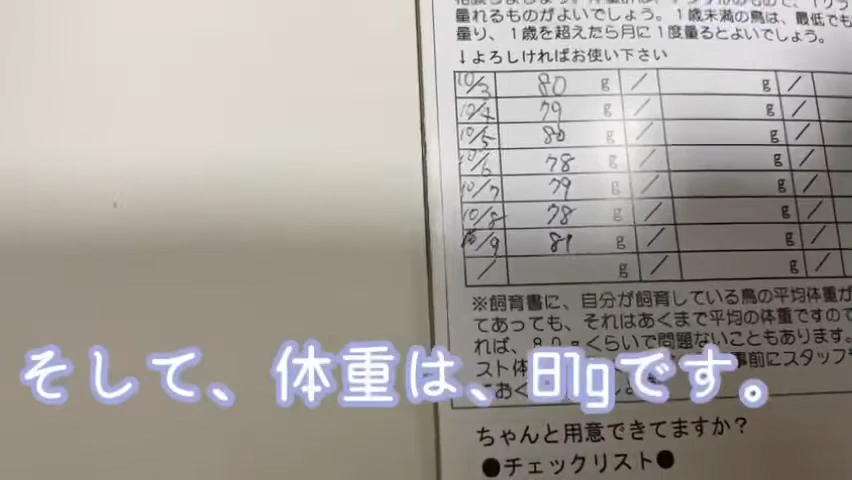 量れるものがよいでしょう。1歳未満の鳥は、最低でも
量り、1歳を超えたら月に1度量るとよいでしょう。
↓よろしければお使い下さい
10/3 80 g / g /
10/4 79 g / g /
10/5 80 g / g /
10/6 78 g / g /
10/7 79 g / g /
10/8 78 g / g /
10/9 81 g / g /
/ g / g /
※飼育書に、自分が飼育している鳥の平均体重が
てあっても、それはあくまで平均の体重ですので
れば、80gくらいで問題ないこともあります。
スト体 事前にスタッフ
におく
そして、体重は、81gです。
ちゃんと用意できてますか?
●チェックリスト●